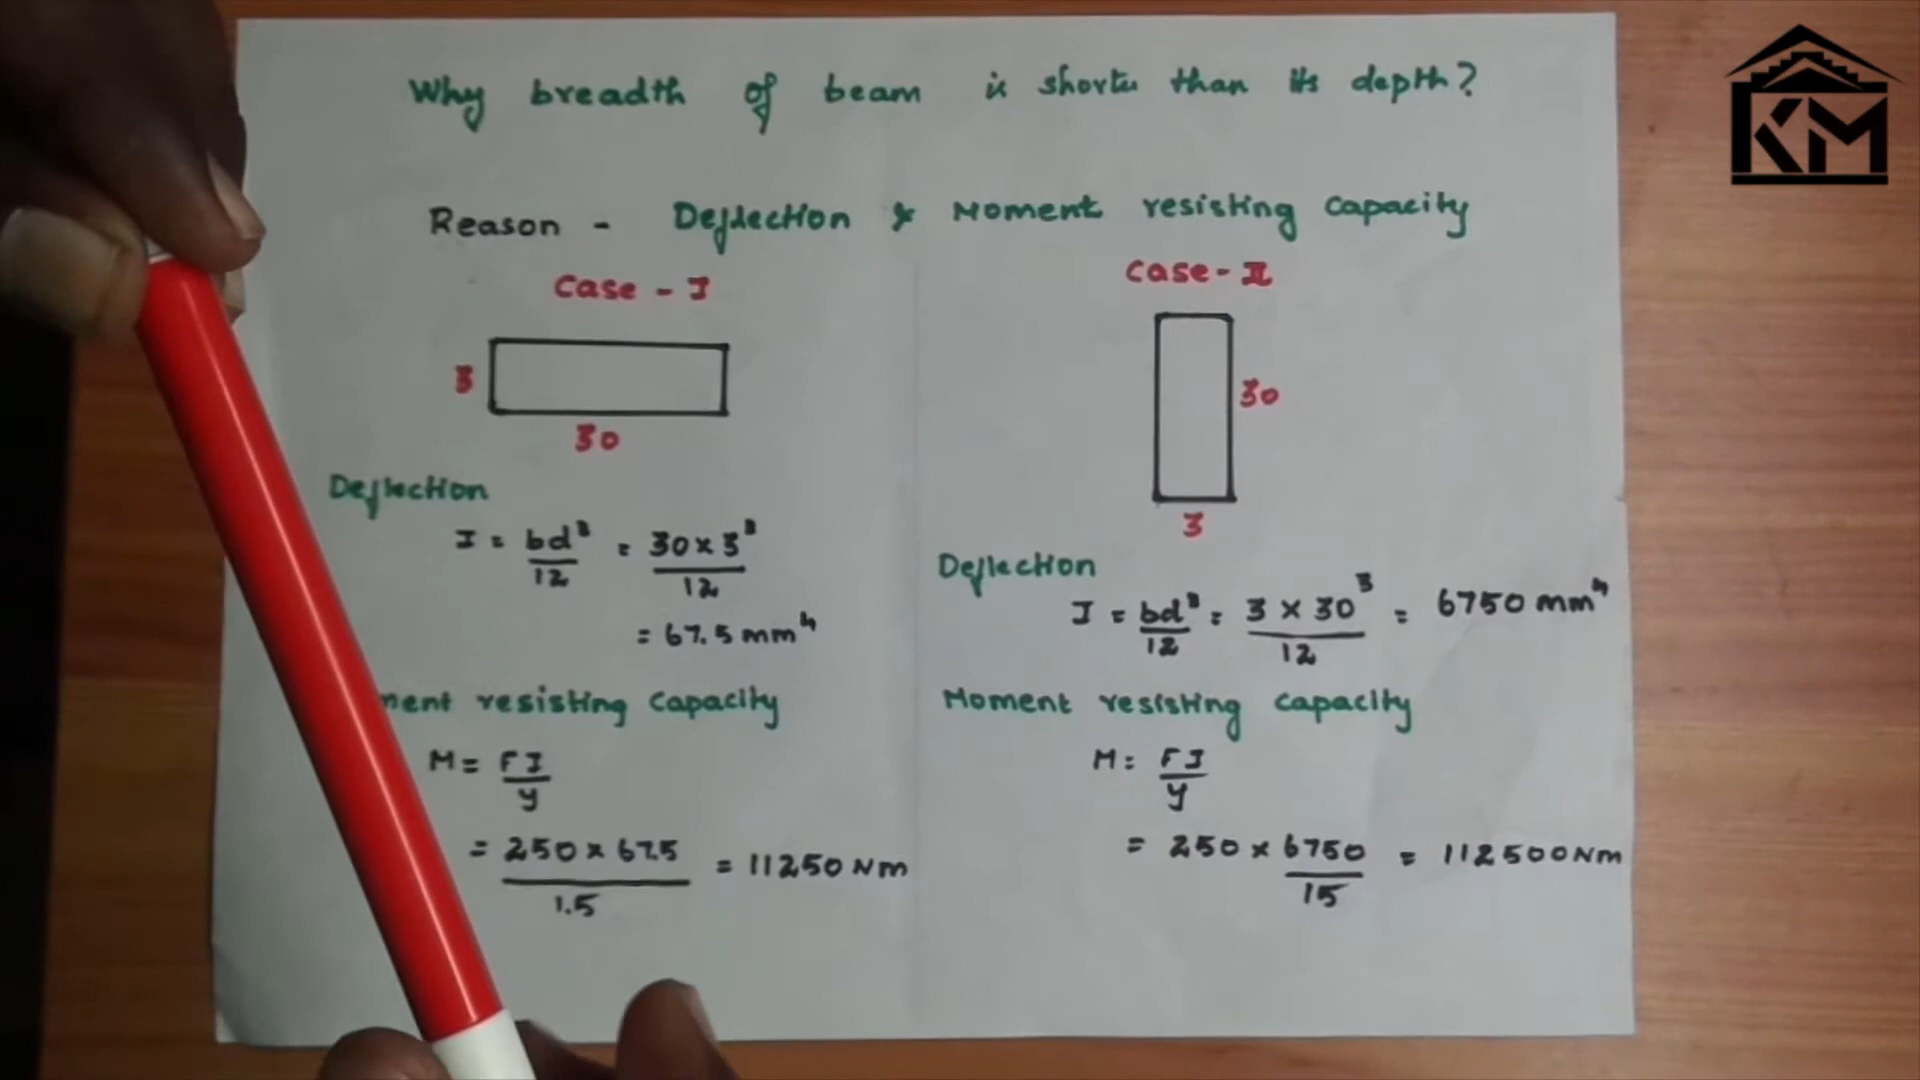 KM
Why breadth of beam is shorter than its depth?
Reason - Deflection & Moment resisting capacity
Case - I
3
30
Deflection
I = bd³/12 = 30 × 3³/12
= 67.5 mm⁴
ment resisting capacity
M = FI/y
= 250 × 67.5/1.5 = 11250 Nm
Case - II
30
3
Deflection
I = bd³/12 = 3 × 30³/12 = 6750 mm⁴
Moment resisting capacity
M = FI/y
= 250 × 6750/15 = 112500 Nm